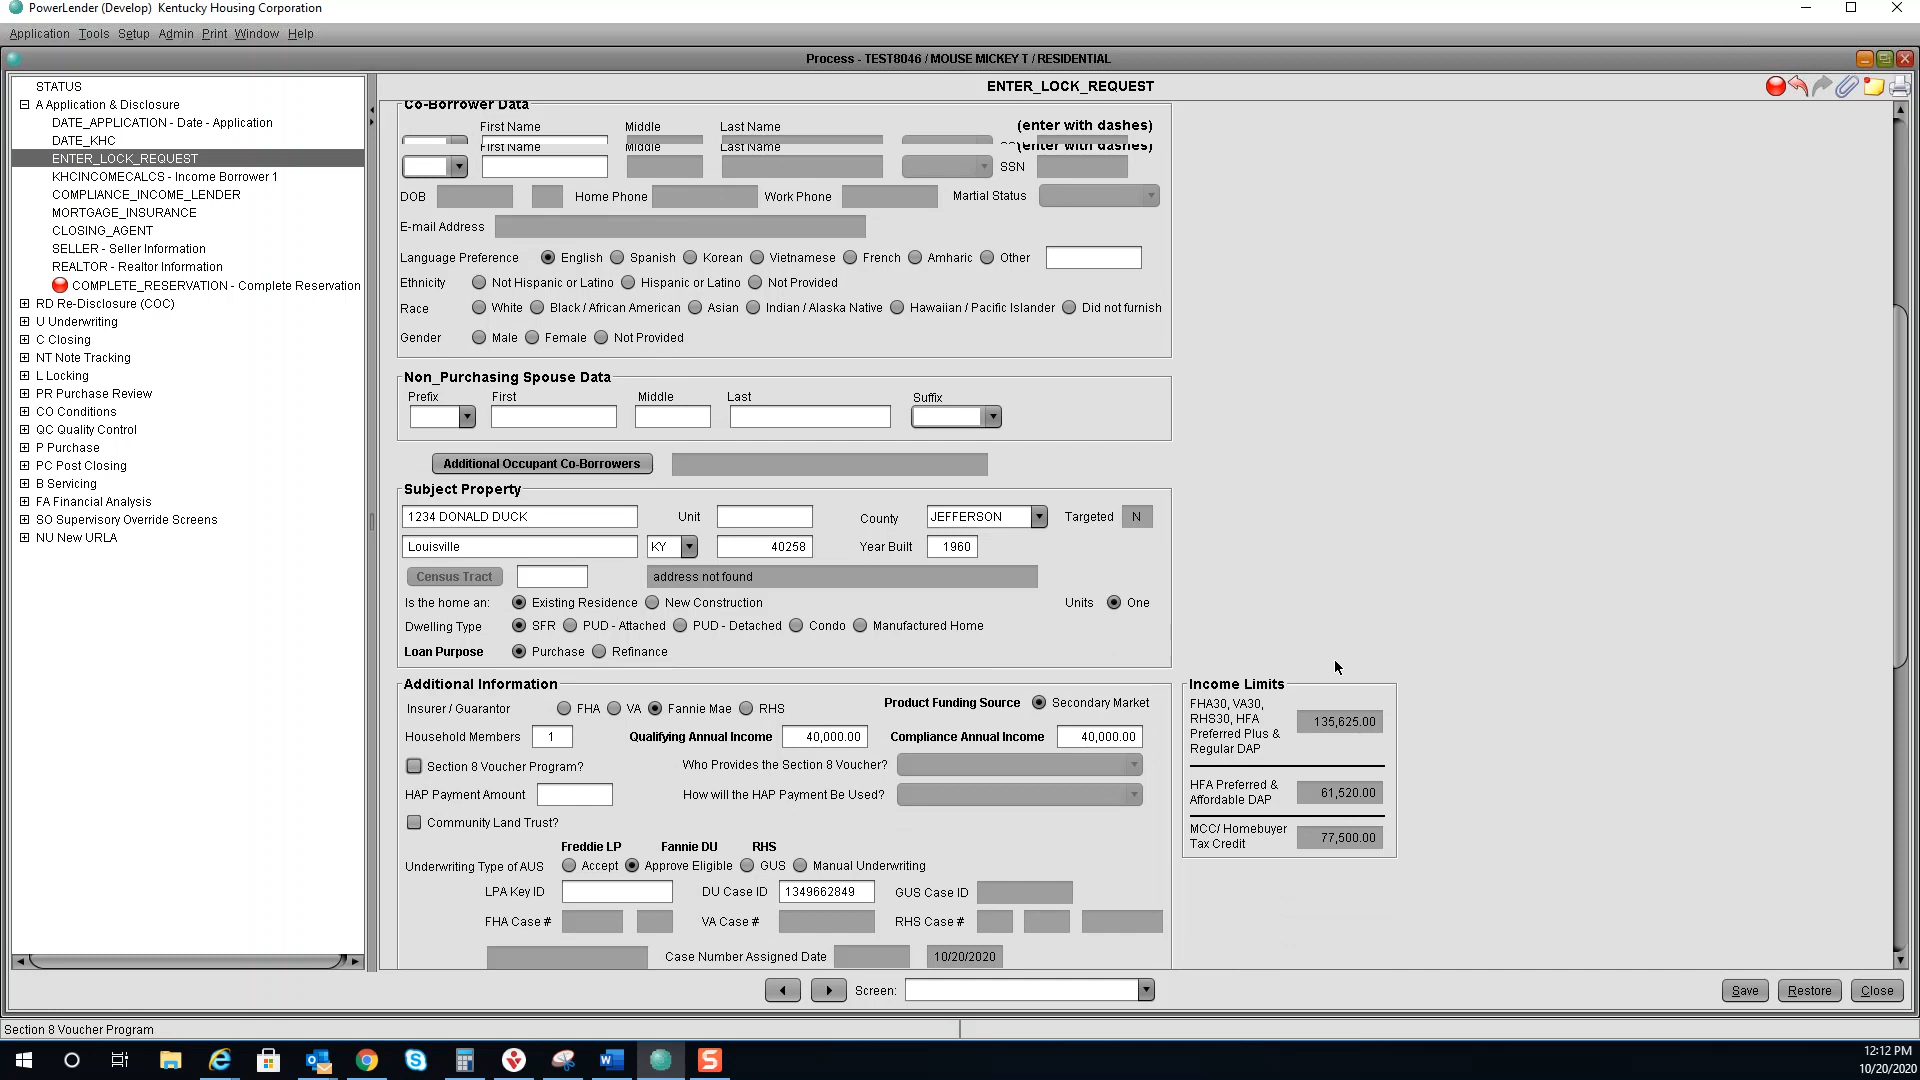 PowerLender (Develop) Kentucky Housing Corporation
Application Tools Setup Admin Print Window Help
Process - TEST8046 / MOUSE MICKEY T / RESIDENTIAL
STATUS
A Application & Disclosure
DATE_APPLICATION - Date - Application
DATE_KHC
ENTER_LOCK_REQUEST
KHCINCOMECALCS - Income Borrower 1
COMPLIANCE_INCOME_LENDER
MORTGAGE_INSURANCE
CLOSING_AGENT
SELLER - Seller Information
REALTOR - Realtor Information
COMPLETE_RESERVATION - Complete Reservation
RD Re-Disclosure (COC)
U Underwriting
C Closing
NT Note Tracking
L Locking
PR Purchase Review
CO Conditions
QC Quality Control
P Purchase
PC Post Closing
B Servicing
FA Financial Analysis
SO Supervisory Override Screens
NU New URLA
ENTER_LOCK_REQUEST
Co-Borrower Data
First Name Middle Last Name (enter with dashes)
First Name Middle Last Name (enter with dashes)
SSN
DOB Home Phone Work Phone Martial Status
E-mail Address
Language Preference English Spanish Korean Vietnamese French Amharic Other
Ethnicity Not Hispanic or Latino Hispanic or Latino Not Provided
Race White Black / African American Asian Indian / Alaska Native Hawaiian / Pacific Islander Did not furnish
Gender Male Female Not Provided
Non_Purchasing Spouse Data
Prefix First Middle Last Suffix
Additional Occupant Co-Borrowers
Subject Property
1234 DONALD DUCK Unit County JEFFERSON Targeted N
Louisville KY 40258 Year Built 1960
Census Tract address not found
Is the home an: Existing Residence New Construction Units One
Dwelling Type SFR PUD - Attached PUD - Detached Condo Manufactured Home
Loan Purpose Purchase Refinance
Additional Information
Insurer / Guarantor FHA VA Fannie Mae RHS Product Funding Source Secondary Market
Household Members 1 Qualifying Annual Income 40,000.00 Compliance Annual Income 40,000.00
Section 8 Voucher Program? Who Provides the Section 8 Voucher?
HAP Payment Amount How will the HAP Payment Be Used?
Community Land Trust?
Freddie LP Fannie DU RHS
Underwriting Type of AUS Accept Approve Eligible GUS Manual Underwriting
LPA Key ID DU Case ID 1349662849 GUS Case ID
FHA Case # VA Case # RHS Case #
Case Number Assigned Date 10/20/2020
Income Limits
FHA30, VA30,
RHS30, HFA
Preferred Plus &
Regular DAP
135,625.00
HFA Preferred &
Affordable DAP
61,520.00
MCC/ Homebuyer
Tax Credit
77,500.00
Screen:
Save Restore Close
Section 8 Voucher Program
12:12 PM
10/20/2020